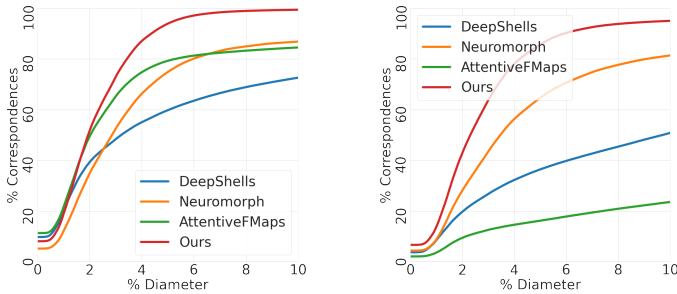 % Correspondences
100
80
60
40
20
0
DeepShells
Neuromorph
AttentiveFMaps
Ours
0 2 4 6 8 10
% Diameter
% Correspondences
100
80
60
40
20
0
DeepShells
Neuromorph
AttentiveFMaps
Ours
0 2 4 6 8 10
% Diameter